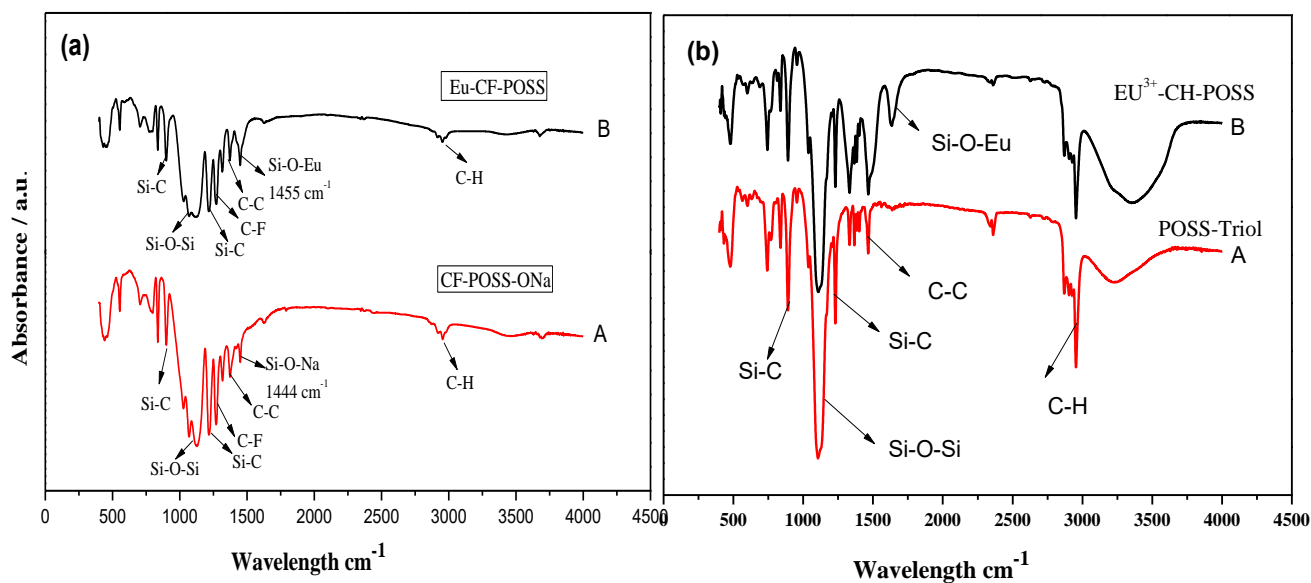 (a)
Eu-CF-POSS
B
Si-C
Si-O-Si
Si-C
C-F
C-C
Si-O-Eu
1455 cm-1
C-H
CF-POSS-ONa
A
Si-C
Si-O-Si
Si-C
C-F
C-C
Si-O-Na
1444 cm-1
C-H
Absorbance / a.u.
0 500 1000 1500 2000 2500 3000 3500 4000 4500
Wavelength cm-1
(b)
EU3+-CH-POSS
B
Si-O-Eu
POSS-Triol
A
C-C
Si-C
Si-C
C-H
Si-O-Si
500 1000 1500 2000 2500 3000 3500 4000 4500
Wavelength cm-1